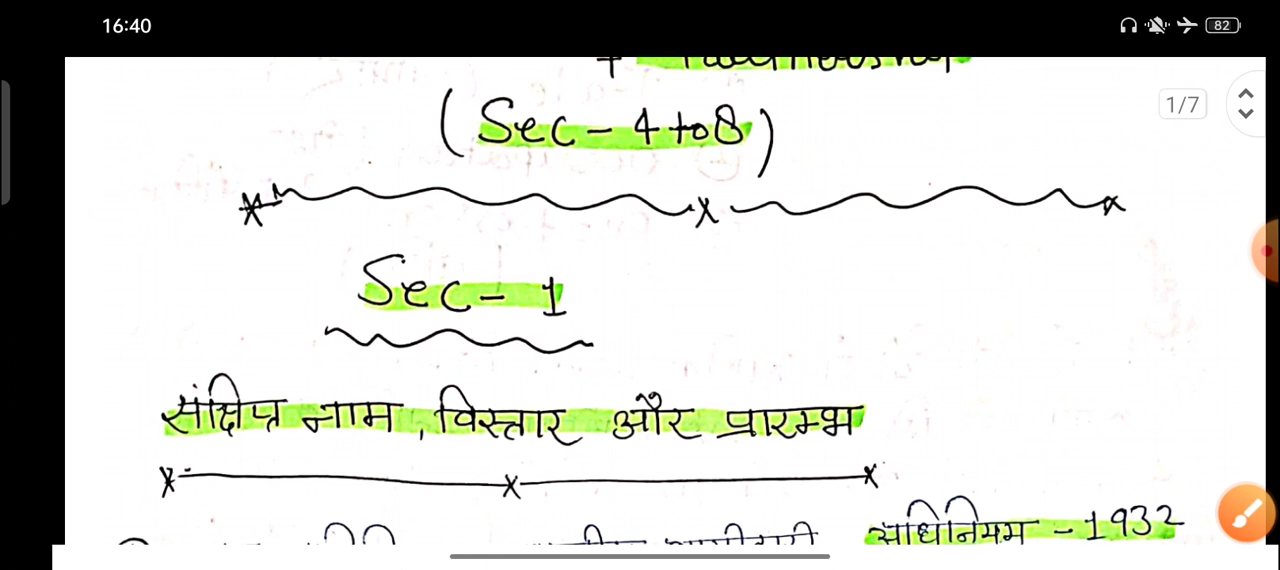 16:40
82
1/7
(Sec - 4 to 8)
Sec - 1
संक्षिप्त नाम, विस्तार और प्रारम्भ
अधिनियम - 1932